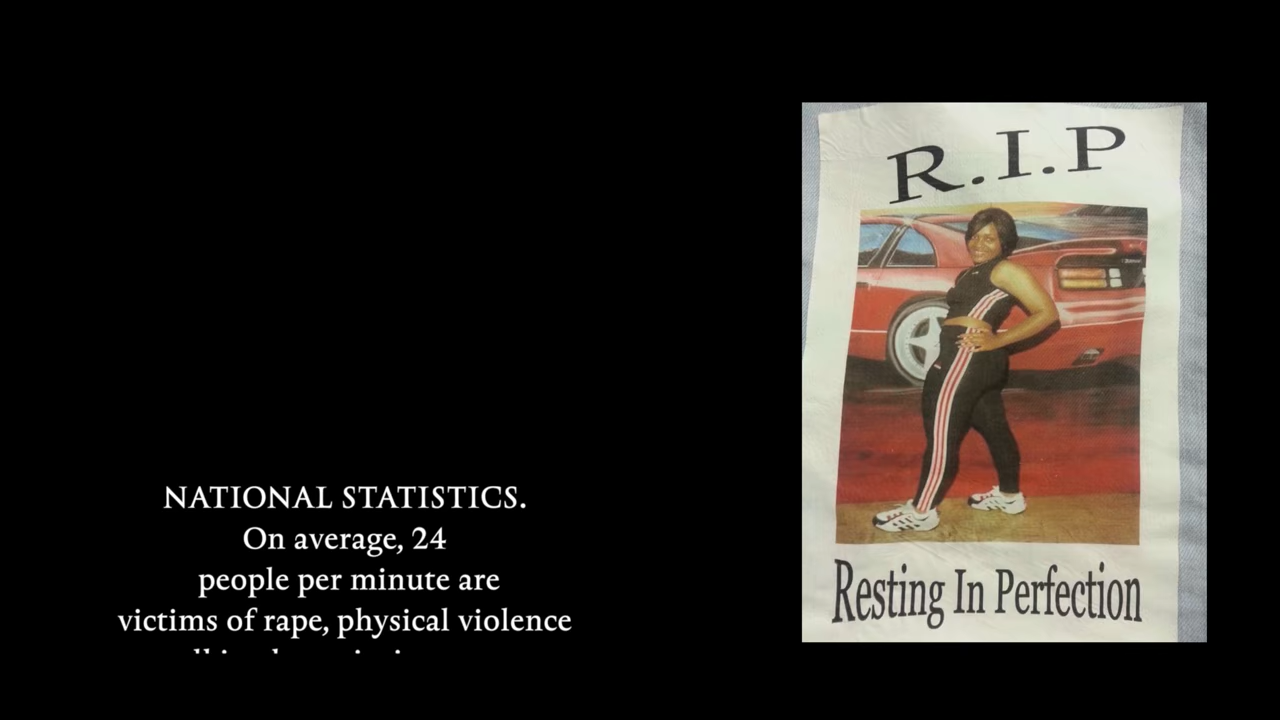 NATIONAL STATISTICS.
On average, 24
people per minute are
victims of rape, physical violence
R.I.P
Resting In Perfection